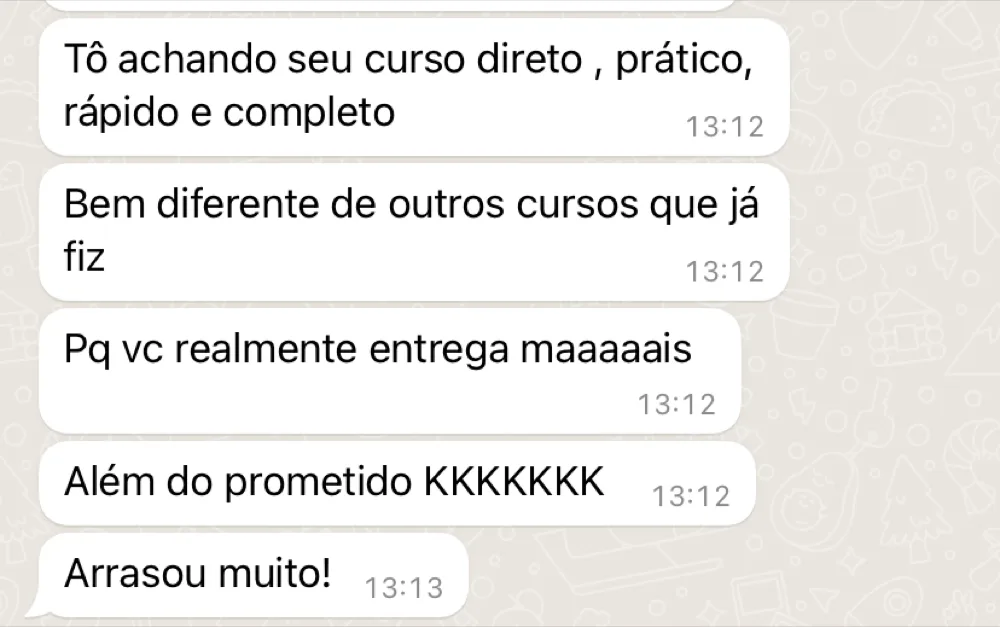 Tô achando seu curso direto , prático,
rápido e completo
13:12
Bem diferente de outros cursos que já
fiz
13:12
Pq vc realmente entrega maaaaais
13:12
Além do prometido KKKKKKK
13:12
Arrasou muito!
13:13